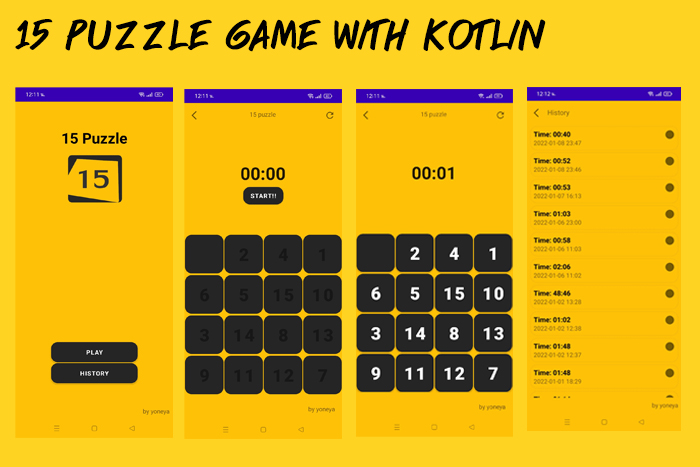 15 PUZZLE GAME WITH KOTLIN
12:11
15 Puzzle
15
PLAY
HISTORY
by yoneya
12:11
15 puzzle
00:00
START!!
2 4 1
6 5 15 10
3 14 8 13
9 11 12 7
by yoneya
12:11
15 puzzle
00:01
2 4 1
6 5 15 10
3 14 8 13
9 11 12 7
by yoneya
12:12
History
Time: 00:40
2022-01-08 23:47
Time: 00:52
2022-01-08 23:46
Time: 00:53
2022-01-07 16:13
Time: 01:03
2022-01-06 23:00
Time: 00:58
2022-01-06 11:03
Time: 02:06
2022-01-06 11:02
Time: 48:46
2022-01-02 13:28
Time: 01:02
2022-01-02 12:38
Time: 01:48
2022-01-02 12:37
Time: 01:48
2022-01-01 18:29
by yoneya